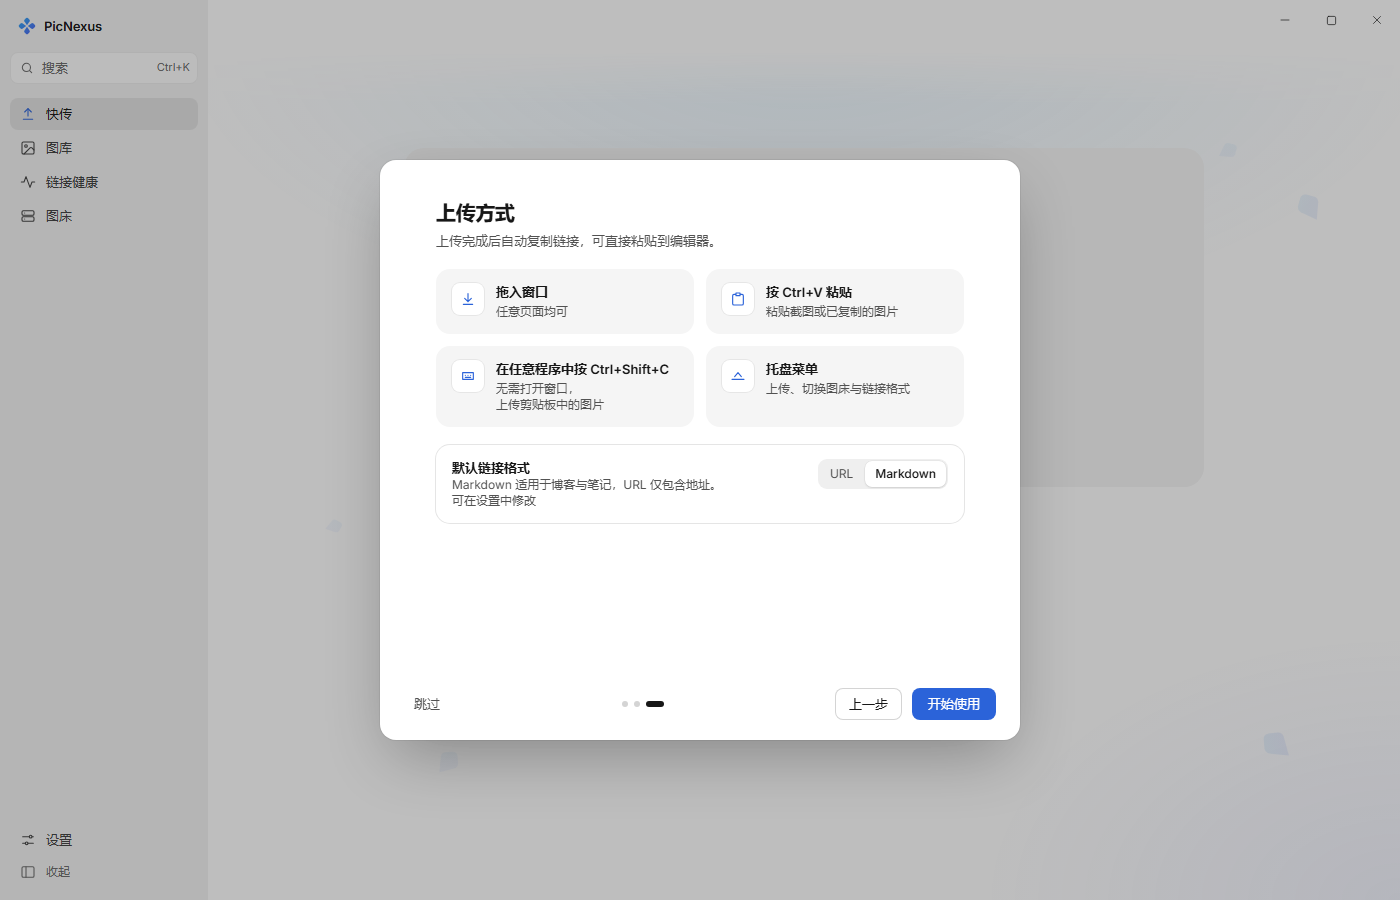 PicNexus
搜索 Ctrl+K
快传
图库
链接健康
图床
上传方式
上传完成后自动复制链接，可直接粘贴到编辑器。
拖入窗口
任意页面均可
按 Ctrl+V 粘贴
粘贴截图或已复制的图片
在任意程序中按 Ctrl+Shift+C
无需打开窗口，
上传剪贴板中的图片
托盘菜单
上传、切换图床与链接格式
默认链接格式
Markdown 适用于博客与笔记，URL 仅包含地址。
可在设置中修改
URL Markdown
跳过
上一步
开始使用
设置
收起